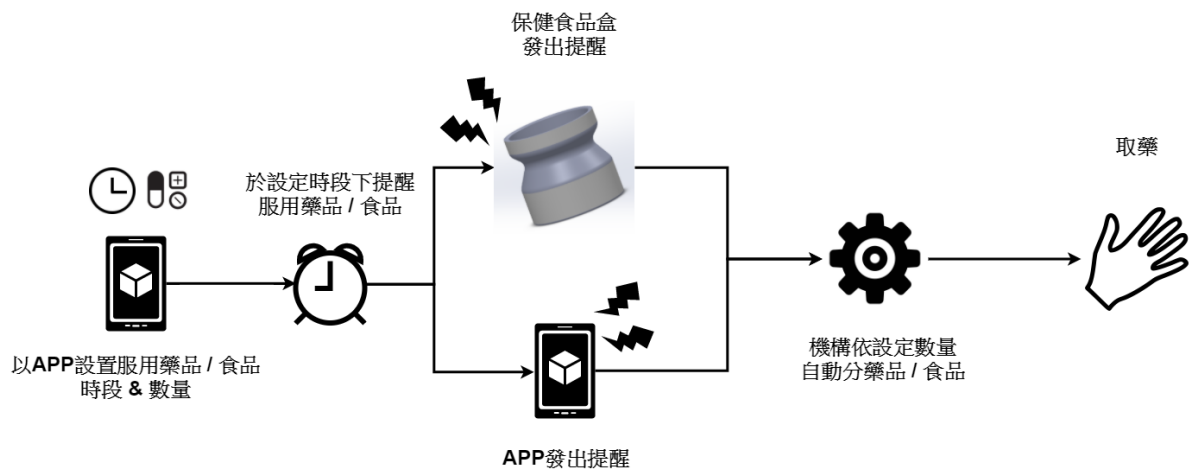 保健食品盒
發出提醒
取藥
於設定時段下提醒
服用藥品 / 食品
以APP設置服用藥品 / 食品
時段 & 數量
機構依設定數量
自動分藥品 / 食品
APP發出提醒